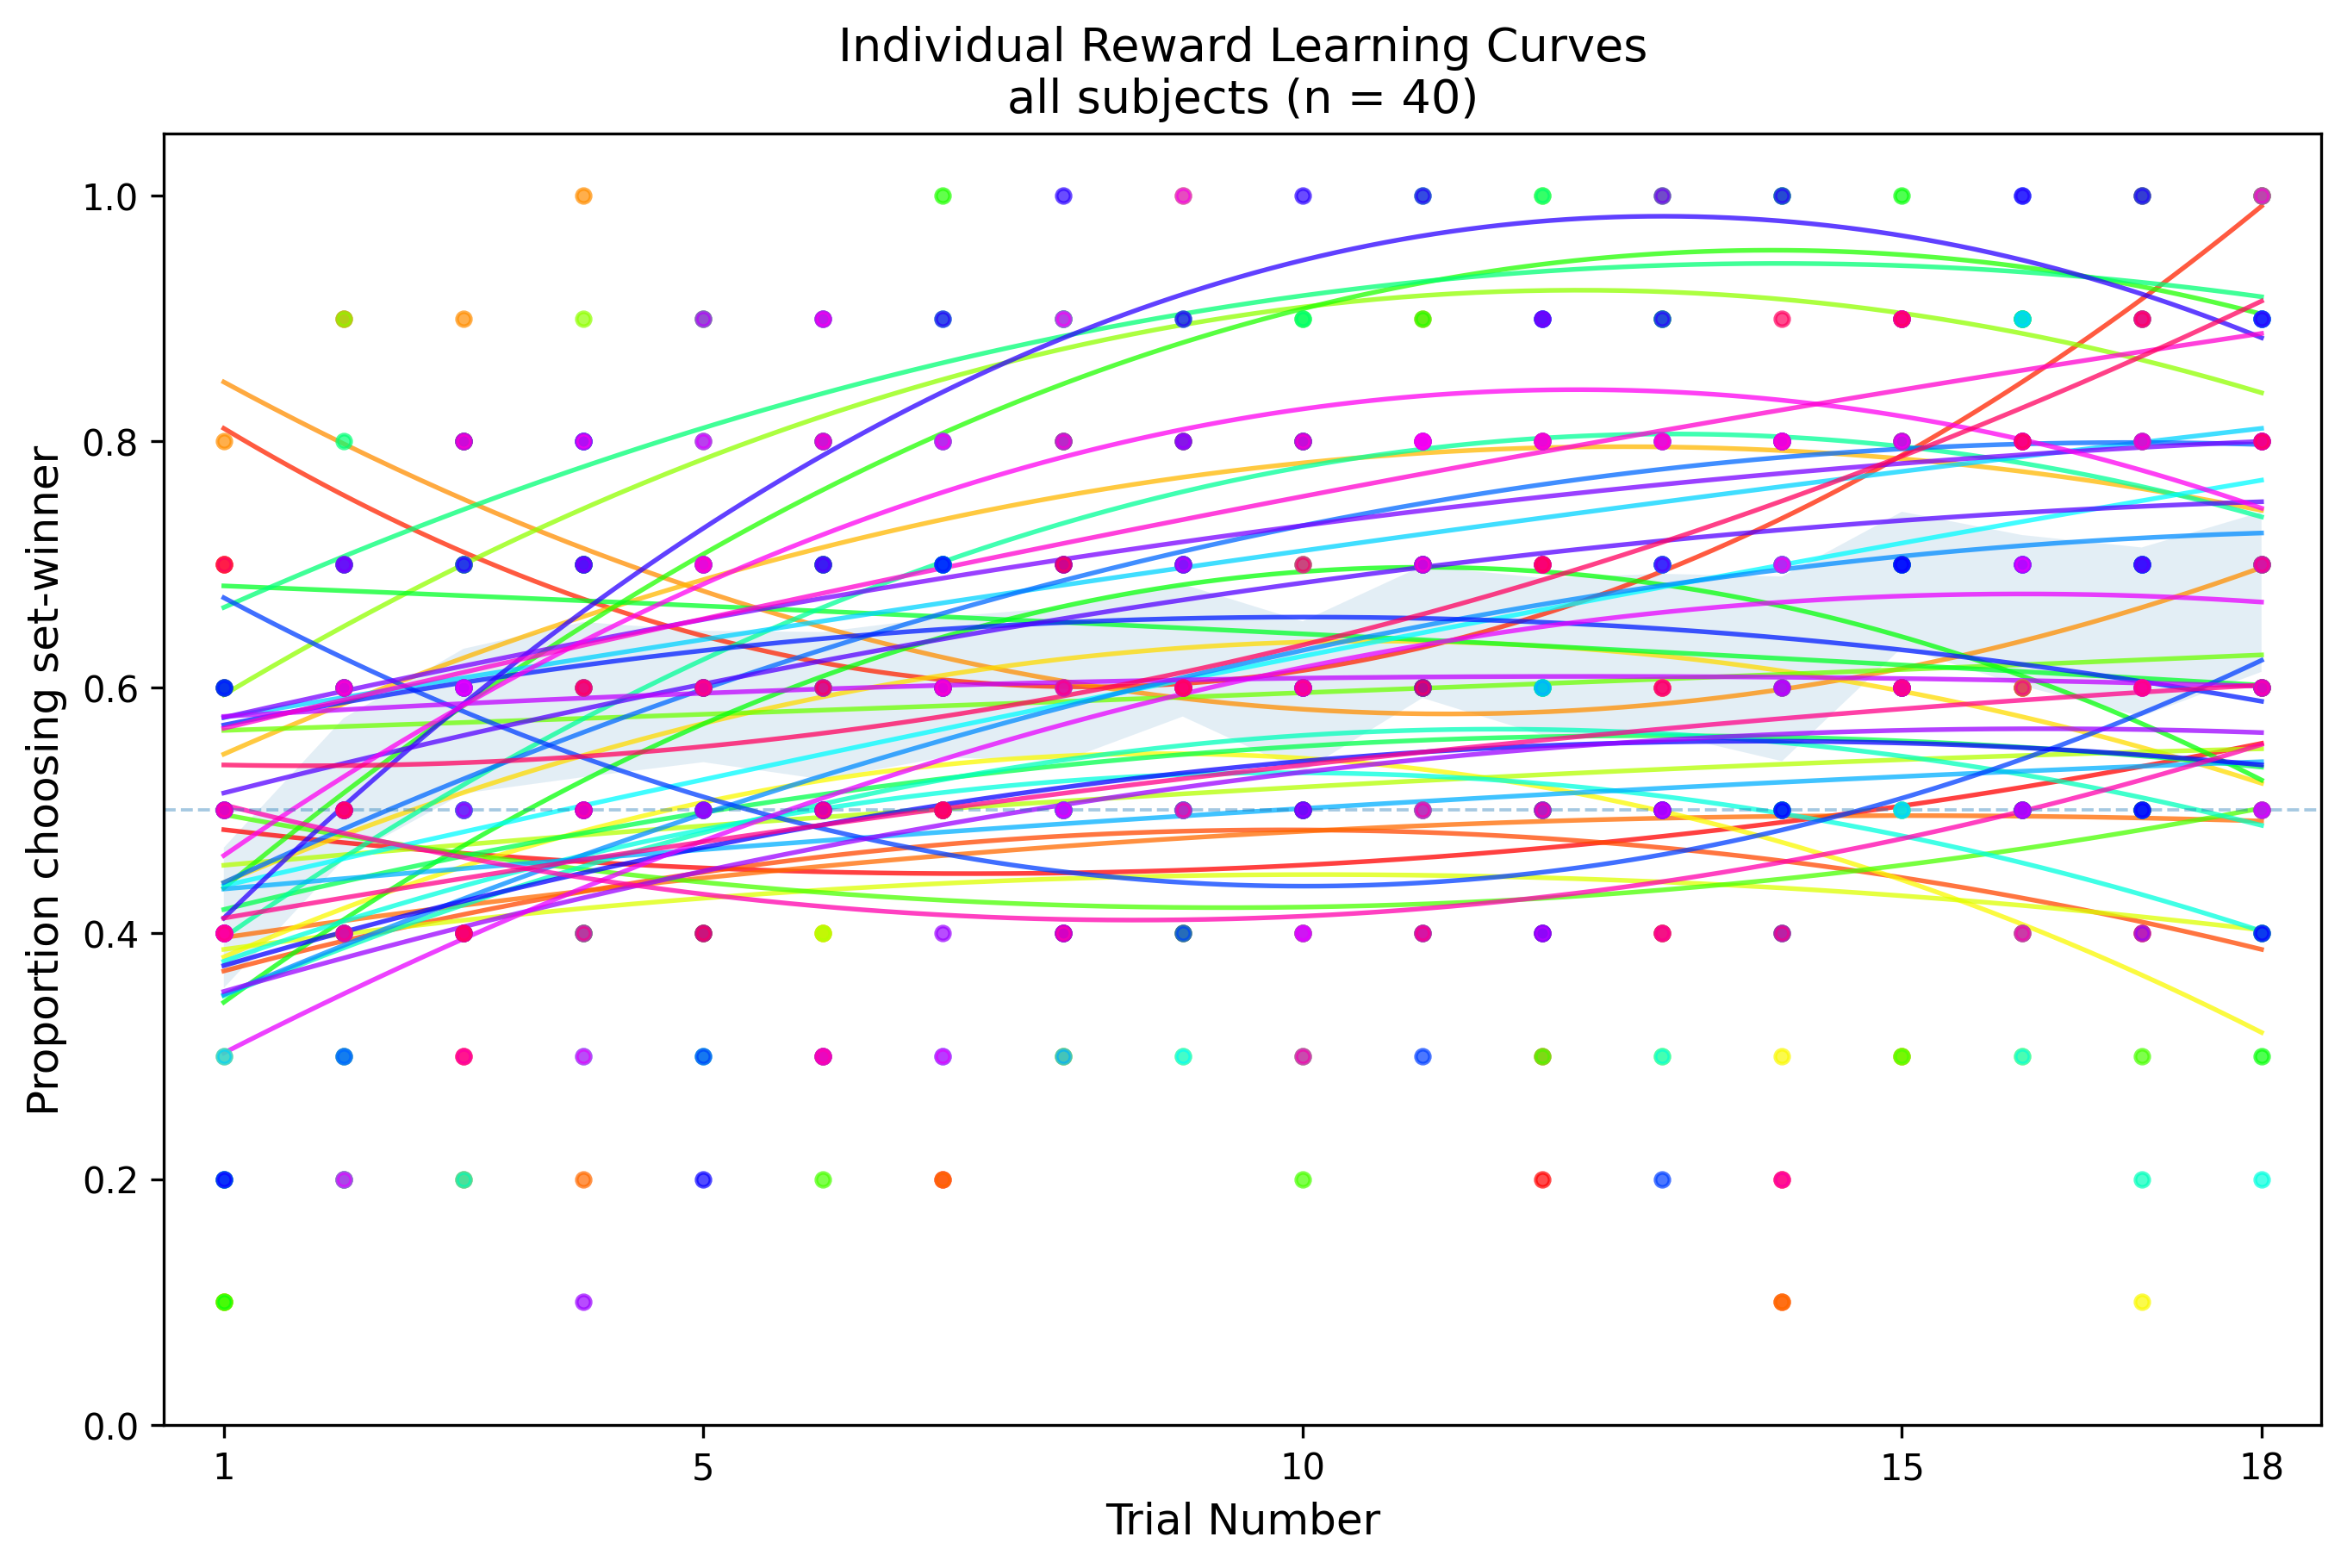 Individual Reward Learning Curves
all subjects (n = 40)
Proportion choosing set-winner
1.0
0.8
0.6
0.4
0.2
0.0
1 5 10 15 18
Trial Number